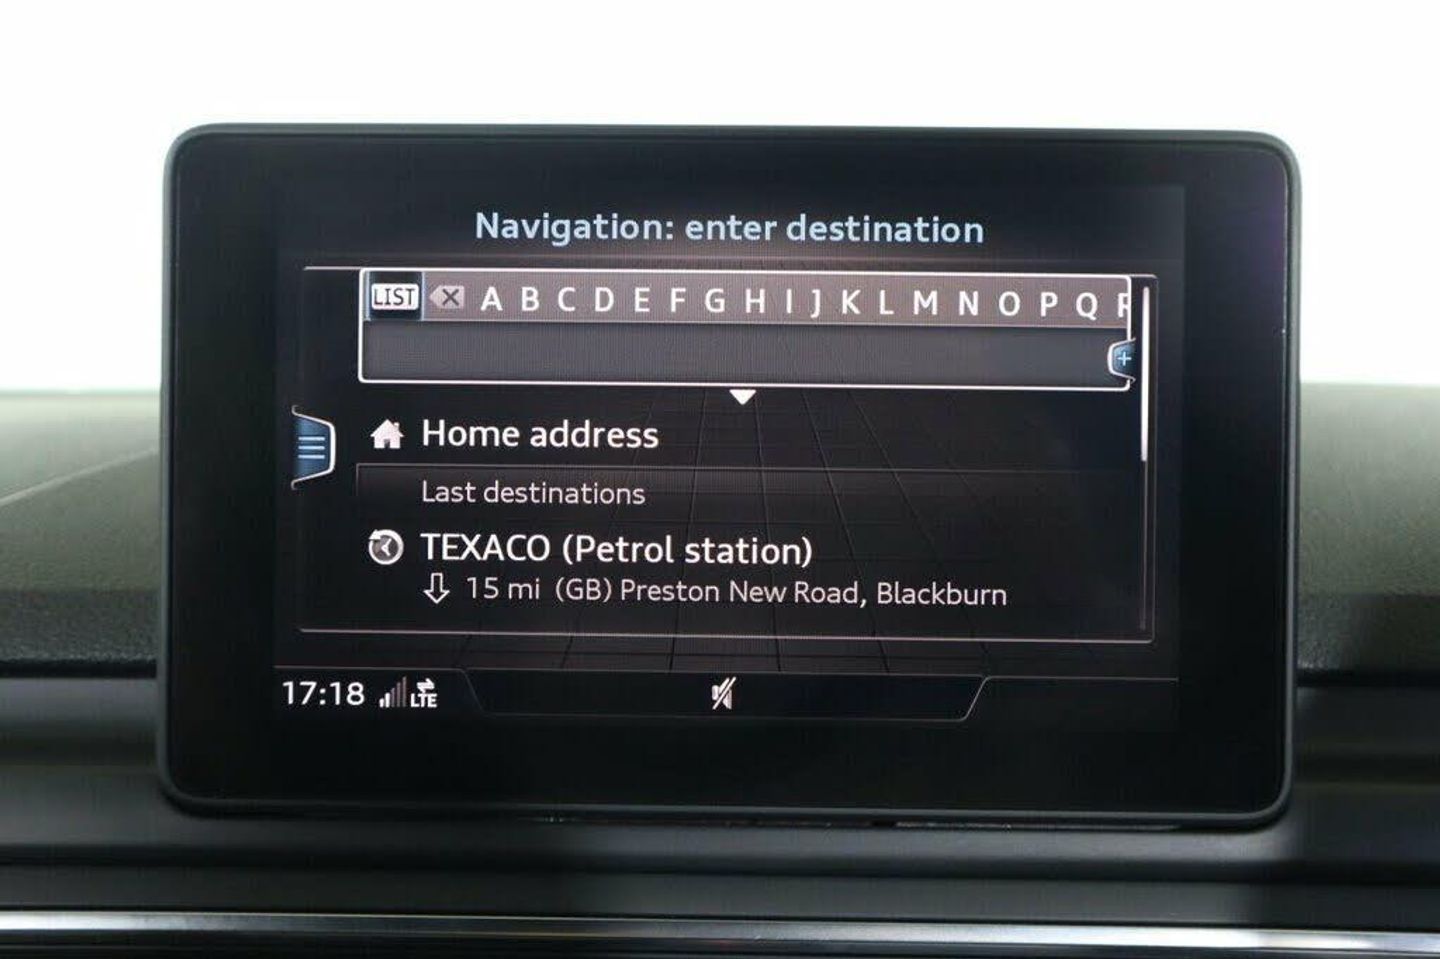 Navigation: enter destination
LIST A B C D E F G H I J K L M N O P Q
Home address
Last destinations
TEXACO (Petrol station)
15 mi (GB) Preston New Road, Blackburn
17:18 LTE